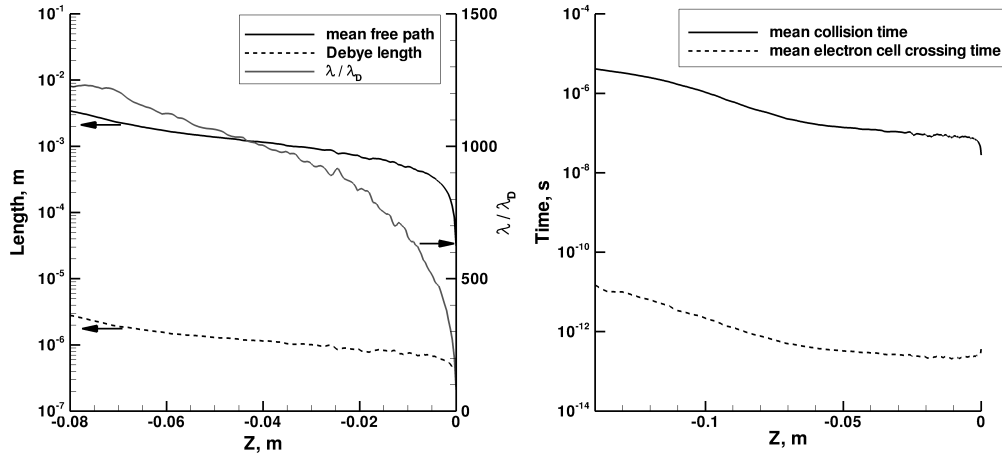 mean free path
Debye length
λ / λD
Length, m
10-2
10-3
10-4
10-5
10-6
10-7
-0.08
-0.06
-0.04
-0.02
0
Z, m
1500
1000
500
0
λ / λD
mean collision time
mean electron cell crossing time
Time, s
10-4
10-6
10-8
10-10
10-12
10-14
-0.1
-0.05
0
Z, m